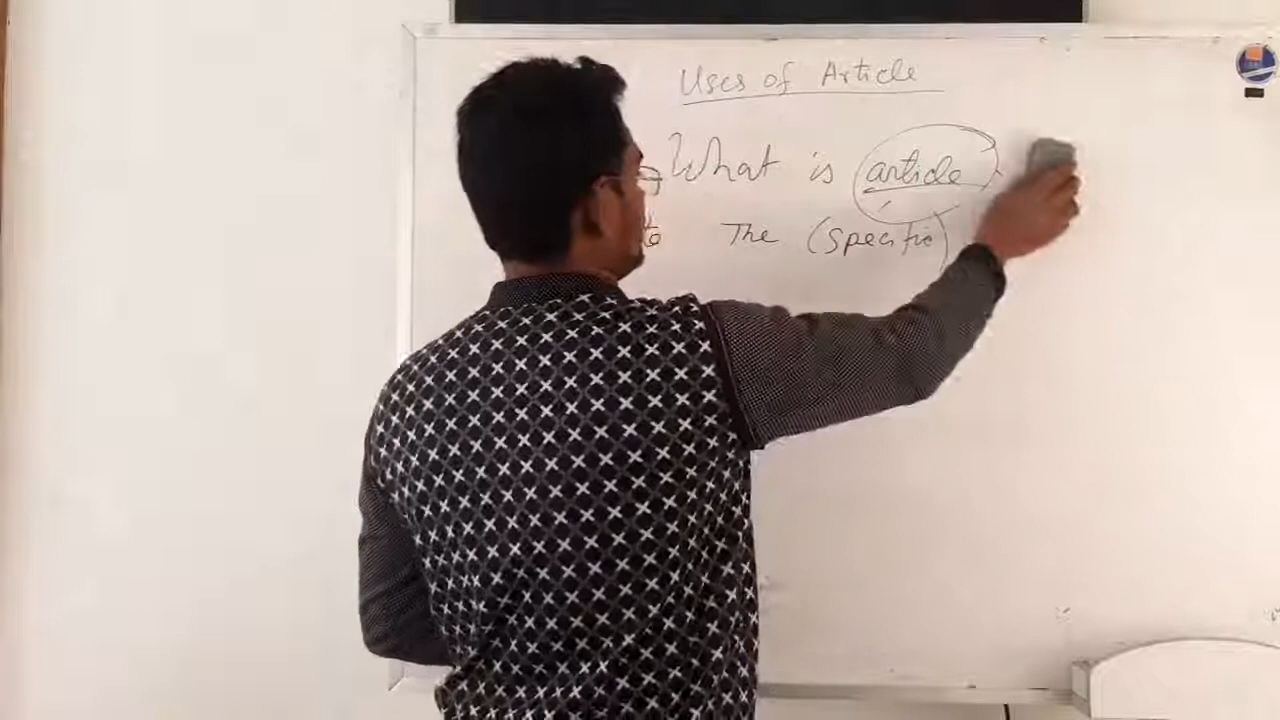 Uses of Article
What is article
The (specific)